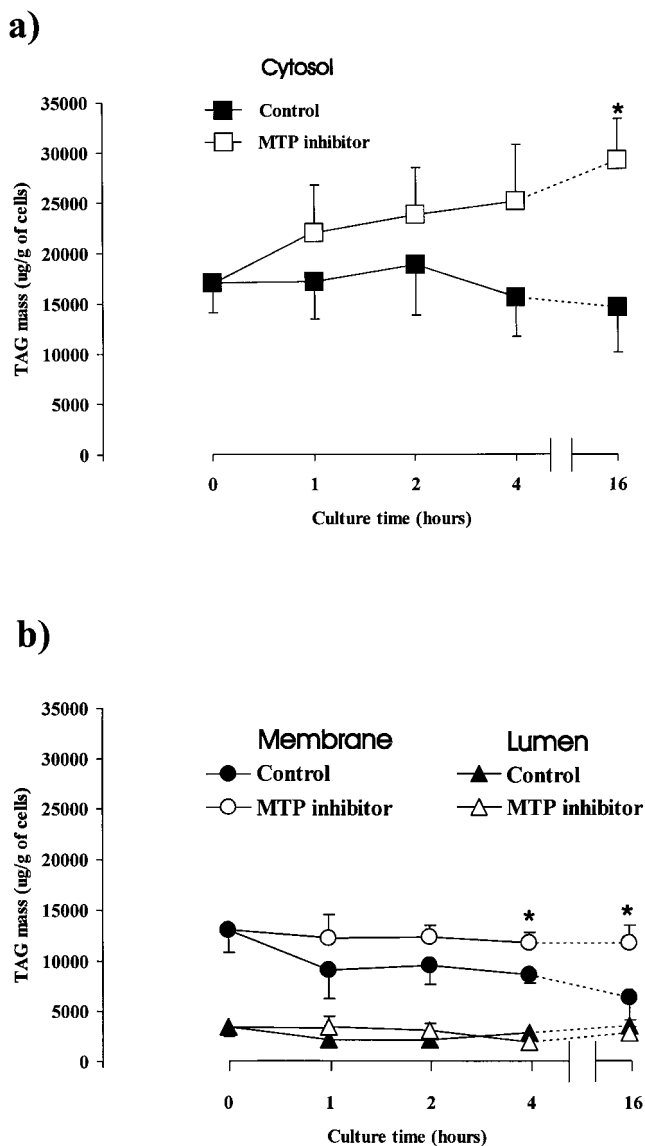 a)
Cytosol
Control
MTP inhibitor
*
TAG mass (ug/g of cells)
35000
30000
25000
20000
15000
10000
5000
0
0 1 2 4 16
Culture time (hours)
b)
Membrane Lumen
Control Control
MTP inhibitor MTP inhibitor
* *
TAG mass (ug/g of cells)
35000
30000
25000
20000
15000
10000
5000
0
0 1 2 4 16
Culture time (hours)